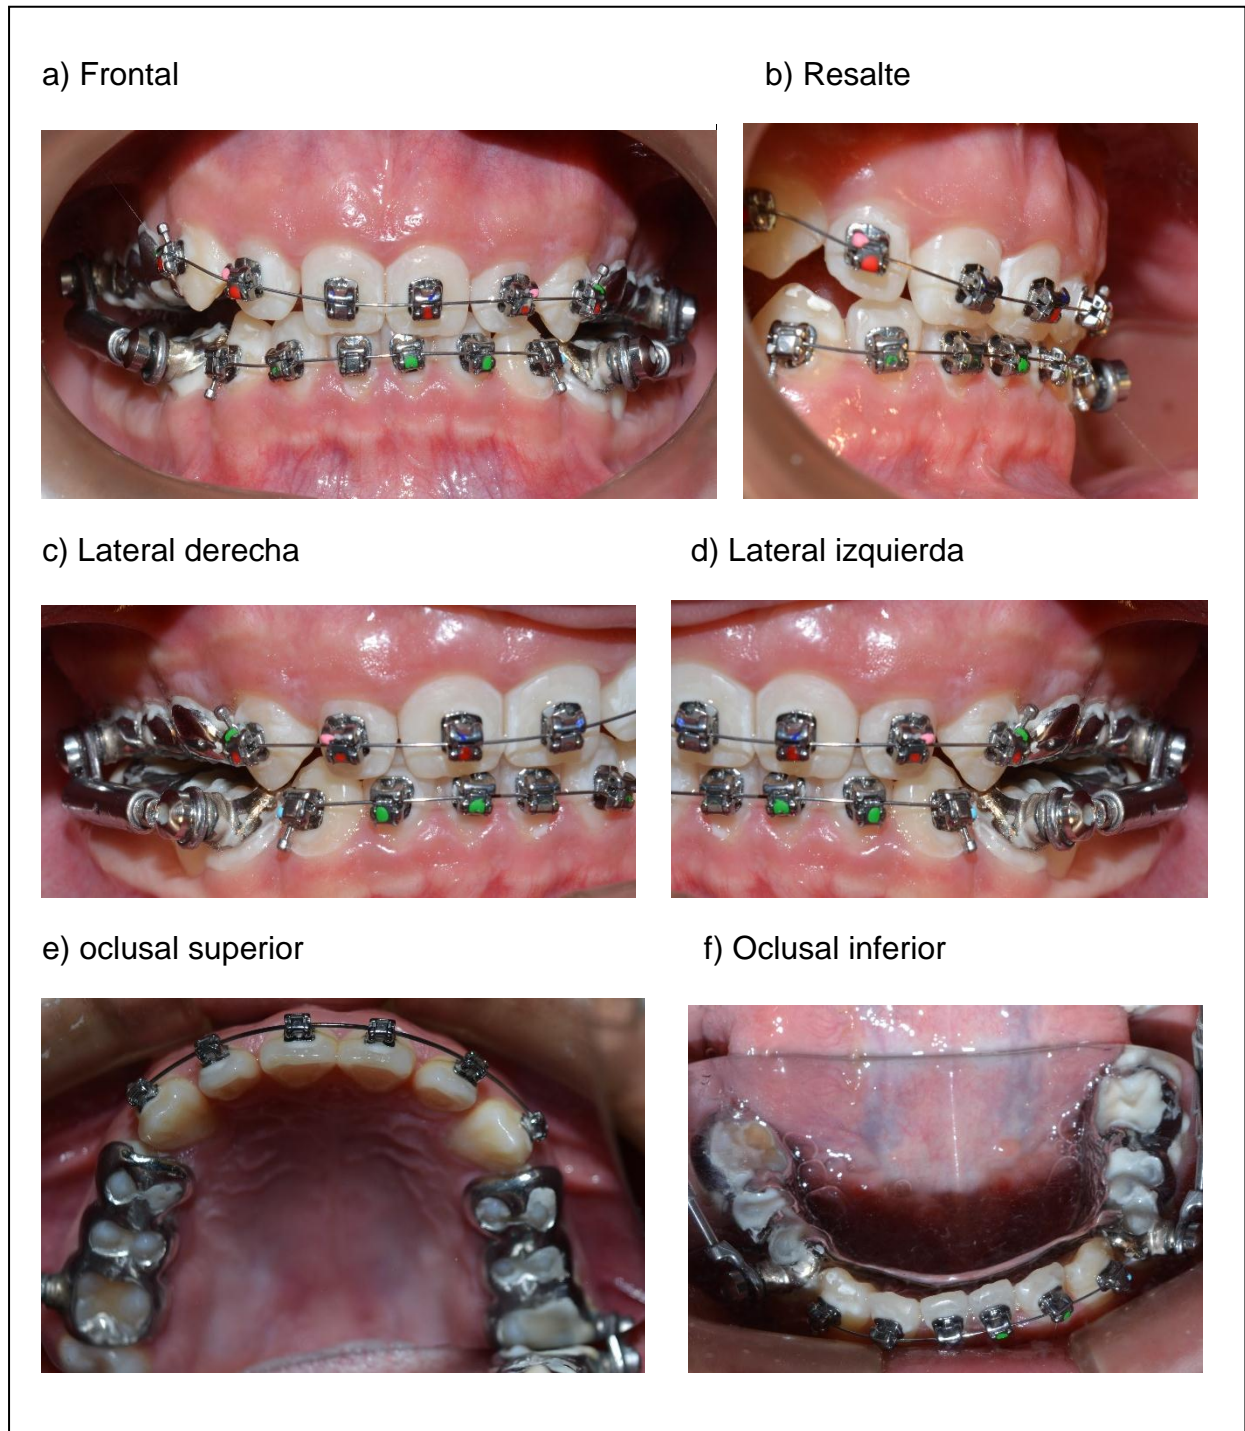 a) Frontal
b) Resalte
c) Lateral derecha
d) Lateral izquierda
e) oclusal superior
f) Oclusal inferior